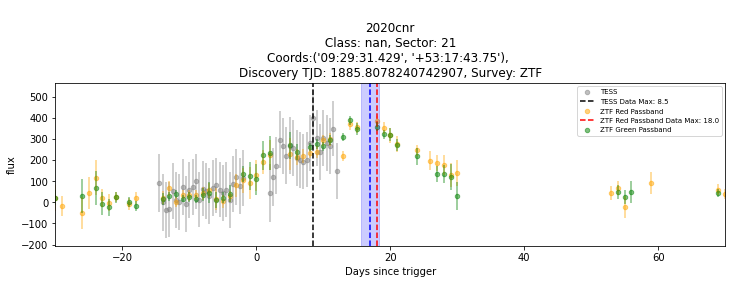 2020cnr
Class: nan, Sector: 21
Coords:('09:29:31.429', '+53:17:43.75'),
Discovery TJD: 1885.8078240742907, Survey: ZTF
500
400
300
200
100
0
−100
−200
flux
TESS
TESS Data Max: 8.5
ZTF Red Passband
ZTF Red Passband Data Max: 18.0
ZTF Green Passband
−20
0
20
40
60
Days since trigger